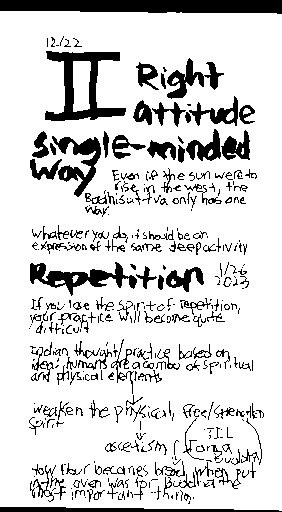 12/22
II Right
attitude
single-minded
way
Even if the sun were to
rise in the west, the
Bodhisattva only has one
way.
Whatever you do, it should be an
expression of the same deep activity
Repetition 1/26
2023
If you lose the spirit of repetition,
your practice will become quite
difficult
Indian thought/practice based on
idea: humans are a combo of spiritual
and physical elements
weaken the physical, free/strengthen
spirit
asceticism
TIL
Buddha
how flour becomes bread when put
in the oven was for Buddha the
most important thing.